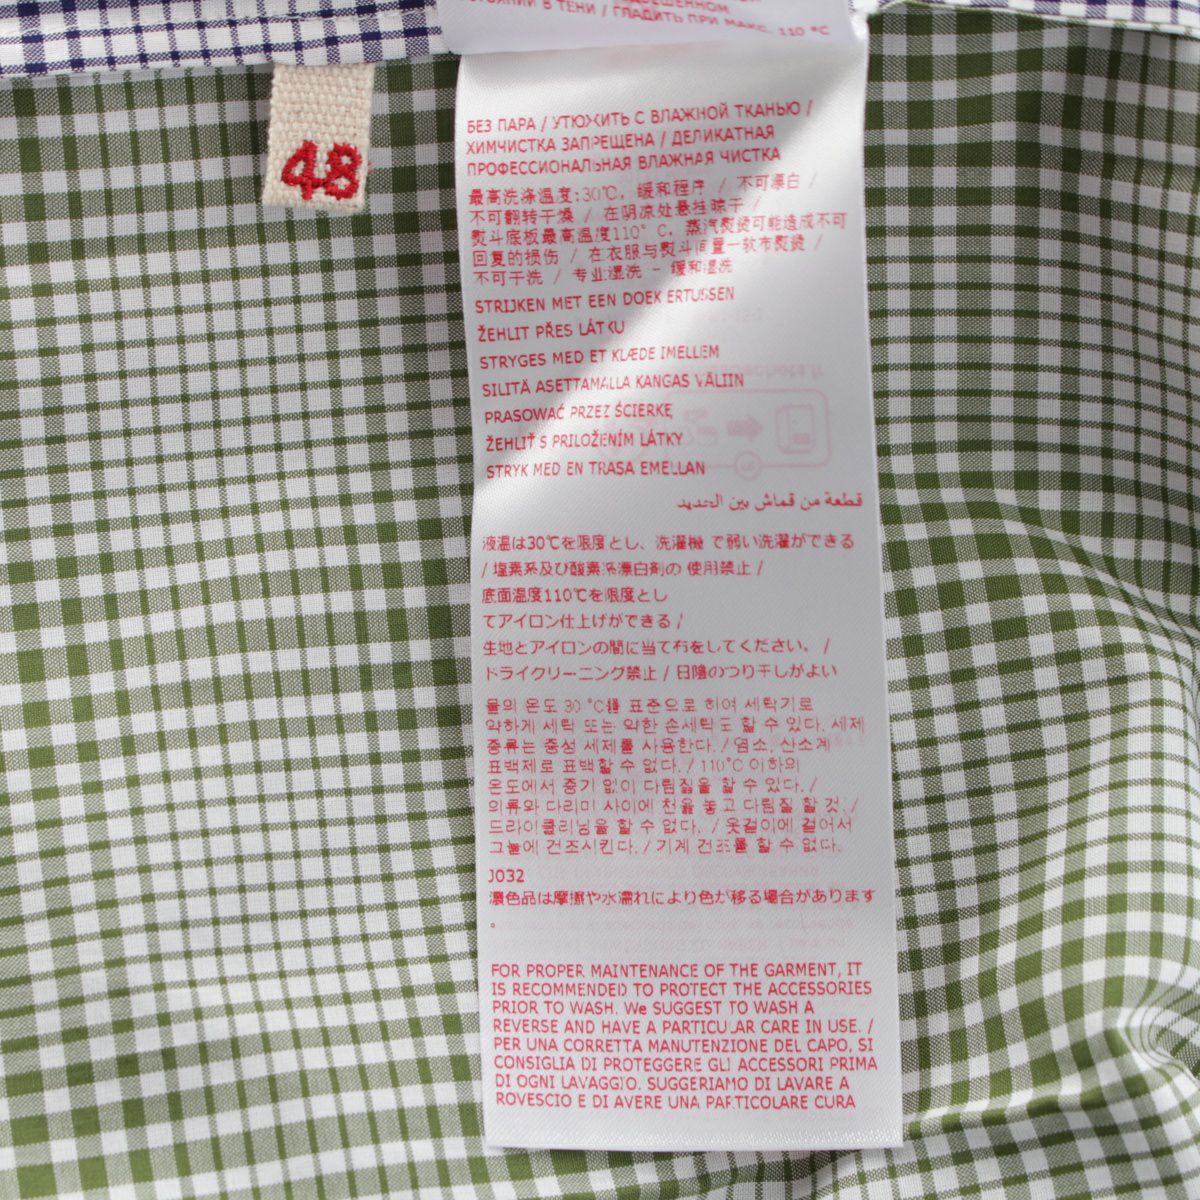 СТОЯНИИ В ТЕНИ / ГЛАДИТЬ ПРИ МАКС. 110 °C
48
БЕЗ ПАРА / УТЮЖИТЬ С ВЛАЖНОЙ ТКАНЬЮ /
ХИМЧИСТКА ЗАПРЕЩЕНА / ДЕЛИКАТНАЯ
ПРОФЕССИОНАЛЬНАЯ ВЛАЖНАЯ ЧИСТКА
最高洗涤温度:30℃, 缓和程序 / 不可漂白 /
不可翻转干燥 / 在阴凉处悬挂晾干 /
熨斗底板最高温度110° C, 蒸汽熨烫可能造成不可
回复的损伤 / 在衣服与熨斗间置一软布熨烫 /
不可干洗 / 专业湿洗 - 缓和湿洗
STRIJKEN MET EEN DOEK ERTUSSEN
ŽEHLIT PŘES LÁTKU
STRYGES MED ET KLÆDE IMELLEM
SILITÄ ASETTAMALLA KANGAS VÄLIIN
PRASOWAĆ PRZEZ ŚCIERKĘ
ŽEHLIŤ S PRILOŽENÍM LÁTKY
STRYK MED EN TRASA EMELLAN
قطعة من قماش بين الحديد
液温は30℃を限度とし、洗濯機 で弱い洗濯ができる
/ 塩素系及び酸素系漂白剤の 使用禁止 /
底面温度110℃を限度とし
てアイロン仕上げができる /
生地とアイロンの間に当て布をしてください。 /
ドライクリーニング禁止 / 日陰のつり干しがよい
물의 온도 30 °C를 표준으로 하여 세탁기로
약하게 세탁 또는 약한 손세탁도 할 수 있다. 세제
종류는 중성 세제를 사용한다. / 염소, 산소계
표백제로 표백할 수 없다. / 110°C 이하의
온도에서 증기 없이 다림질을 할 수 있다. /
의류와 다리미 사이에 천을 놓고 다림질 할 것. /
드라이클리닝을 할 수 없다. / 옷걸이에 걸어서
그늘에 건조시킨다. / 기계 건조를 할 수 없다.
J032
濃色品は摩擦や水濡れにより色が移る場合があります
。
FOR PROPER MAINTENANCE OF THE GARMENT, IT
IS RECOMMENDED TO PROTECT THE ACCESSORIES
PRIOR TO WASH. We SUGGEST TO WASH A
REVERSE AND HAVE A PARTICULAR CARE IN USE. /
PER UNA CORRETTA MANUTENZIONE DEL CAPO, SI
CONSIGLIA DI PROTEGGERE GLI ACCESSORI PRIMA
DI OGNI LAVAGGIO. SUGGERIAMO DI LAVARE A
ROVESCIO E DI AVERE UNA PARTICOLARE CURA